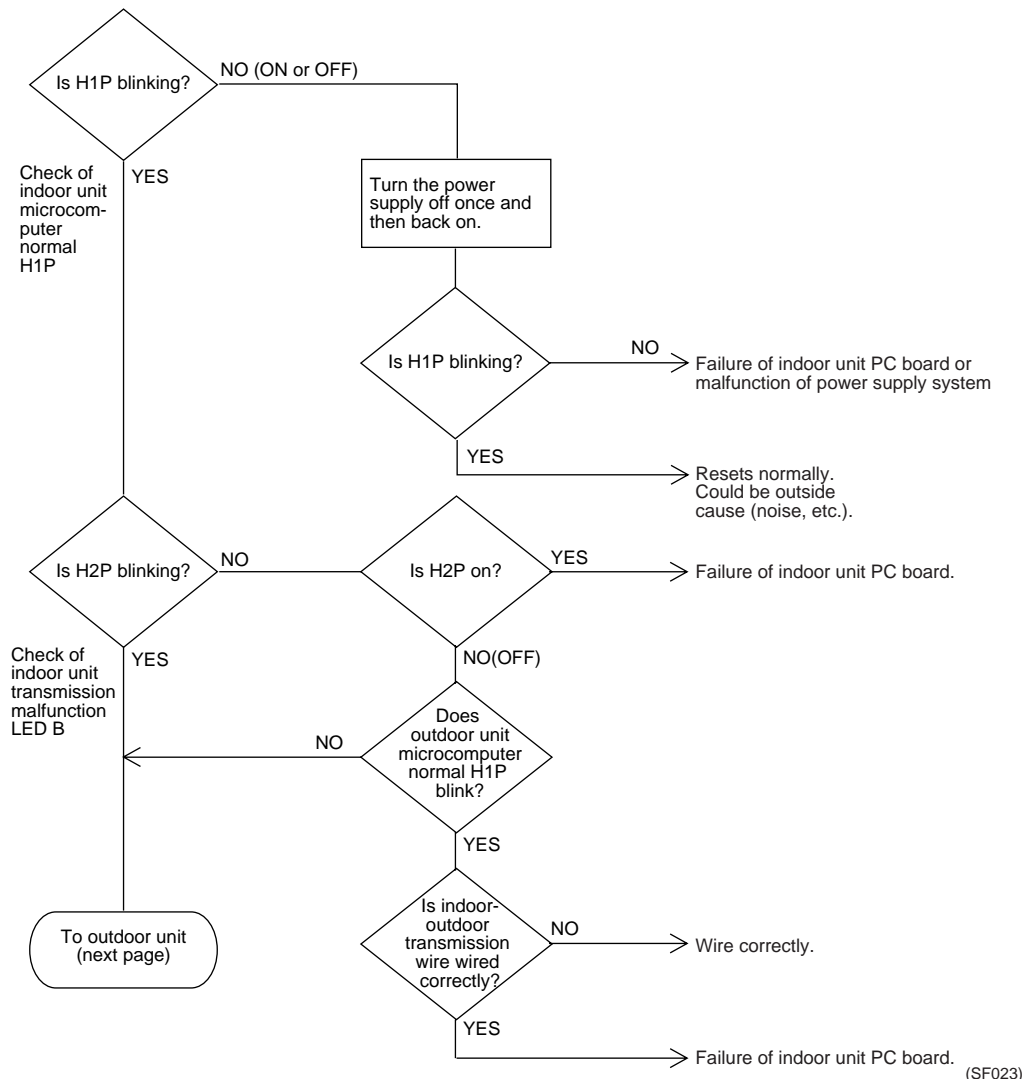 Is H1P blinking?
NO (ON or OFF)
Check of
indoor unit
microcom-
puter
normal
H1P
YES
Turn the power
supply off once and
then back on.
Is H1P blinking?
NO
Failure of indoor unit PC board or
malfunction of power supply system
YES
Resets normally.
Could be outside
cause (noise, etc.).
Is H2P blinking?
NO
Is H2P on?
YES
Failure of indoor unit PC board.
Check of
indoor unit
transmission
malfunction
LED B
YES
NO(OFF)
Does
outdoor unit
microcomputer
normal H1P
blink?
NO
YES
To outdoor unit
(next page)
Is indoor-
outdoor
transmission
wire wired
correctly?
NO
Wire correctly.
YES
Failure of indoor unit PC board.
(SF023)